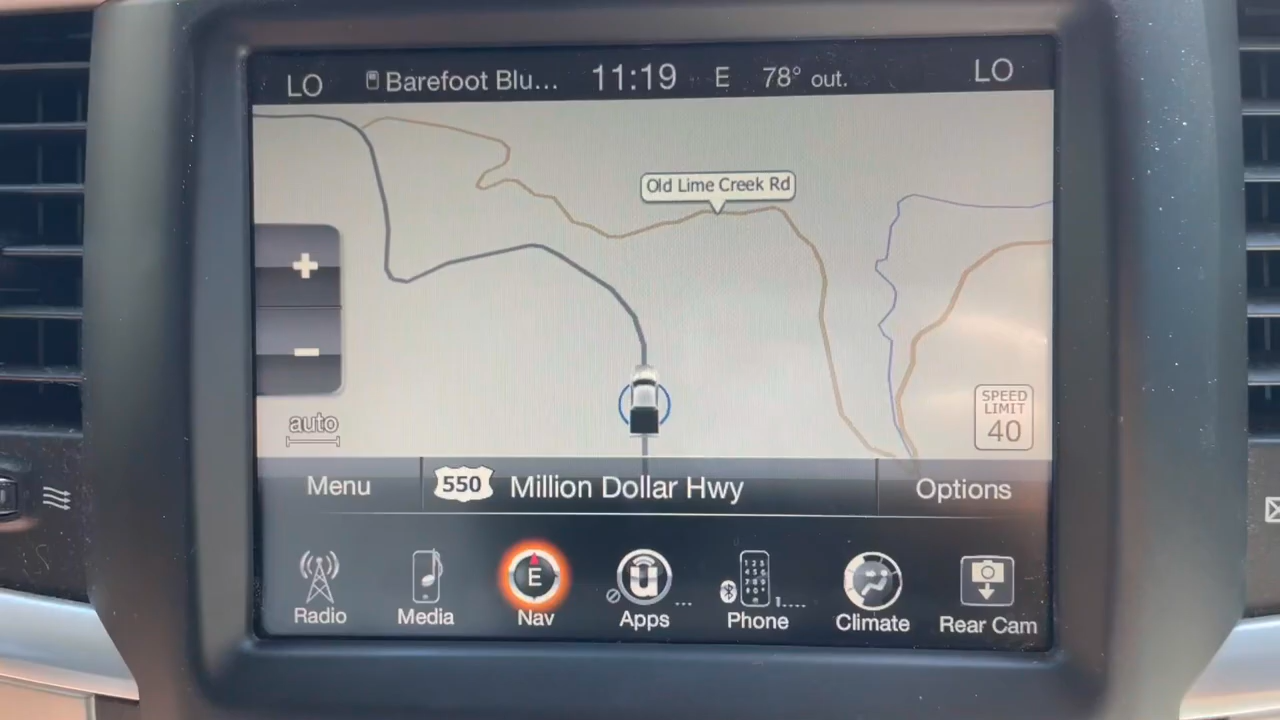 LO
Barefoot Blu...
11:19
E
78° out.
LO
Old Lime Creek Rd
+
−
auto
SPEED
LIMIT
40
Menu
550
Million Dollar Hwy
Options
E
Radio
Media
Nav
u
Apps
...
Phone
1....
Climate
Rear Cam